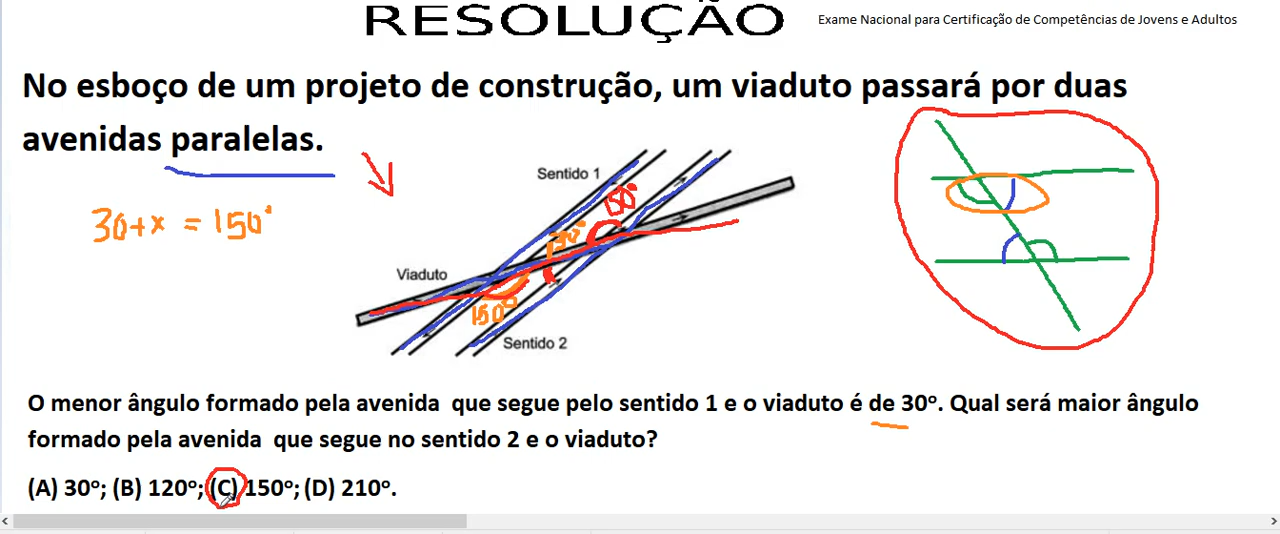 RESOLUÇÃO
Exame Nacional para Certificação de Competências de Jovens e Adultos
No esboço de um projeto de construção, um viaduto passará por duas
avenidas paralelas.
30+x = 150°
Sentido 1
150°
Viaduto
30°
150°
Sentido 2
O menor ângulo formado pela avenida que segue pelo sentido 1 e o viaduto é de 30º. Qual será maior ângulo
formado pela avenida que segue no sentido 2 e o viaduto?
(A) 30º; (B) 120º; (C) 150º; (D) 210º.